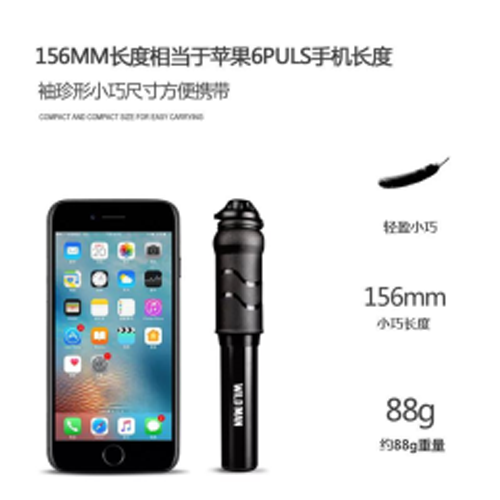 156MM长度相当于苹果6PULS手机长度
袖珍形小巧尺寸方便携带
COMPACT AND COMPACT SIZE FOR EASY CARRYING
轻盈小巧
156mm
小巧长度
WILD MAN
88g
约88g重量